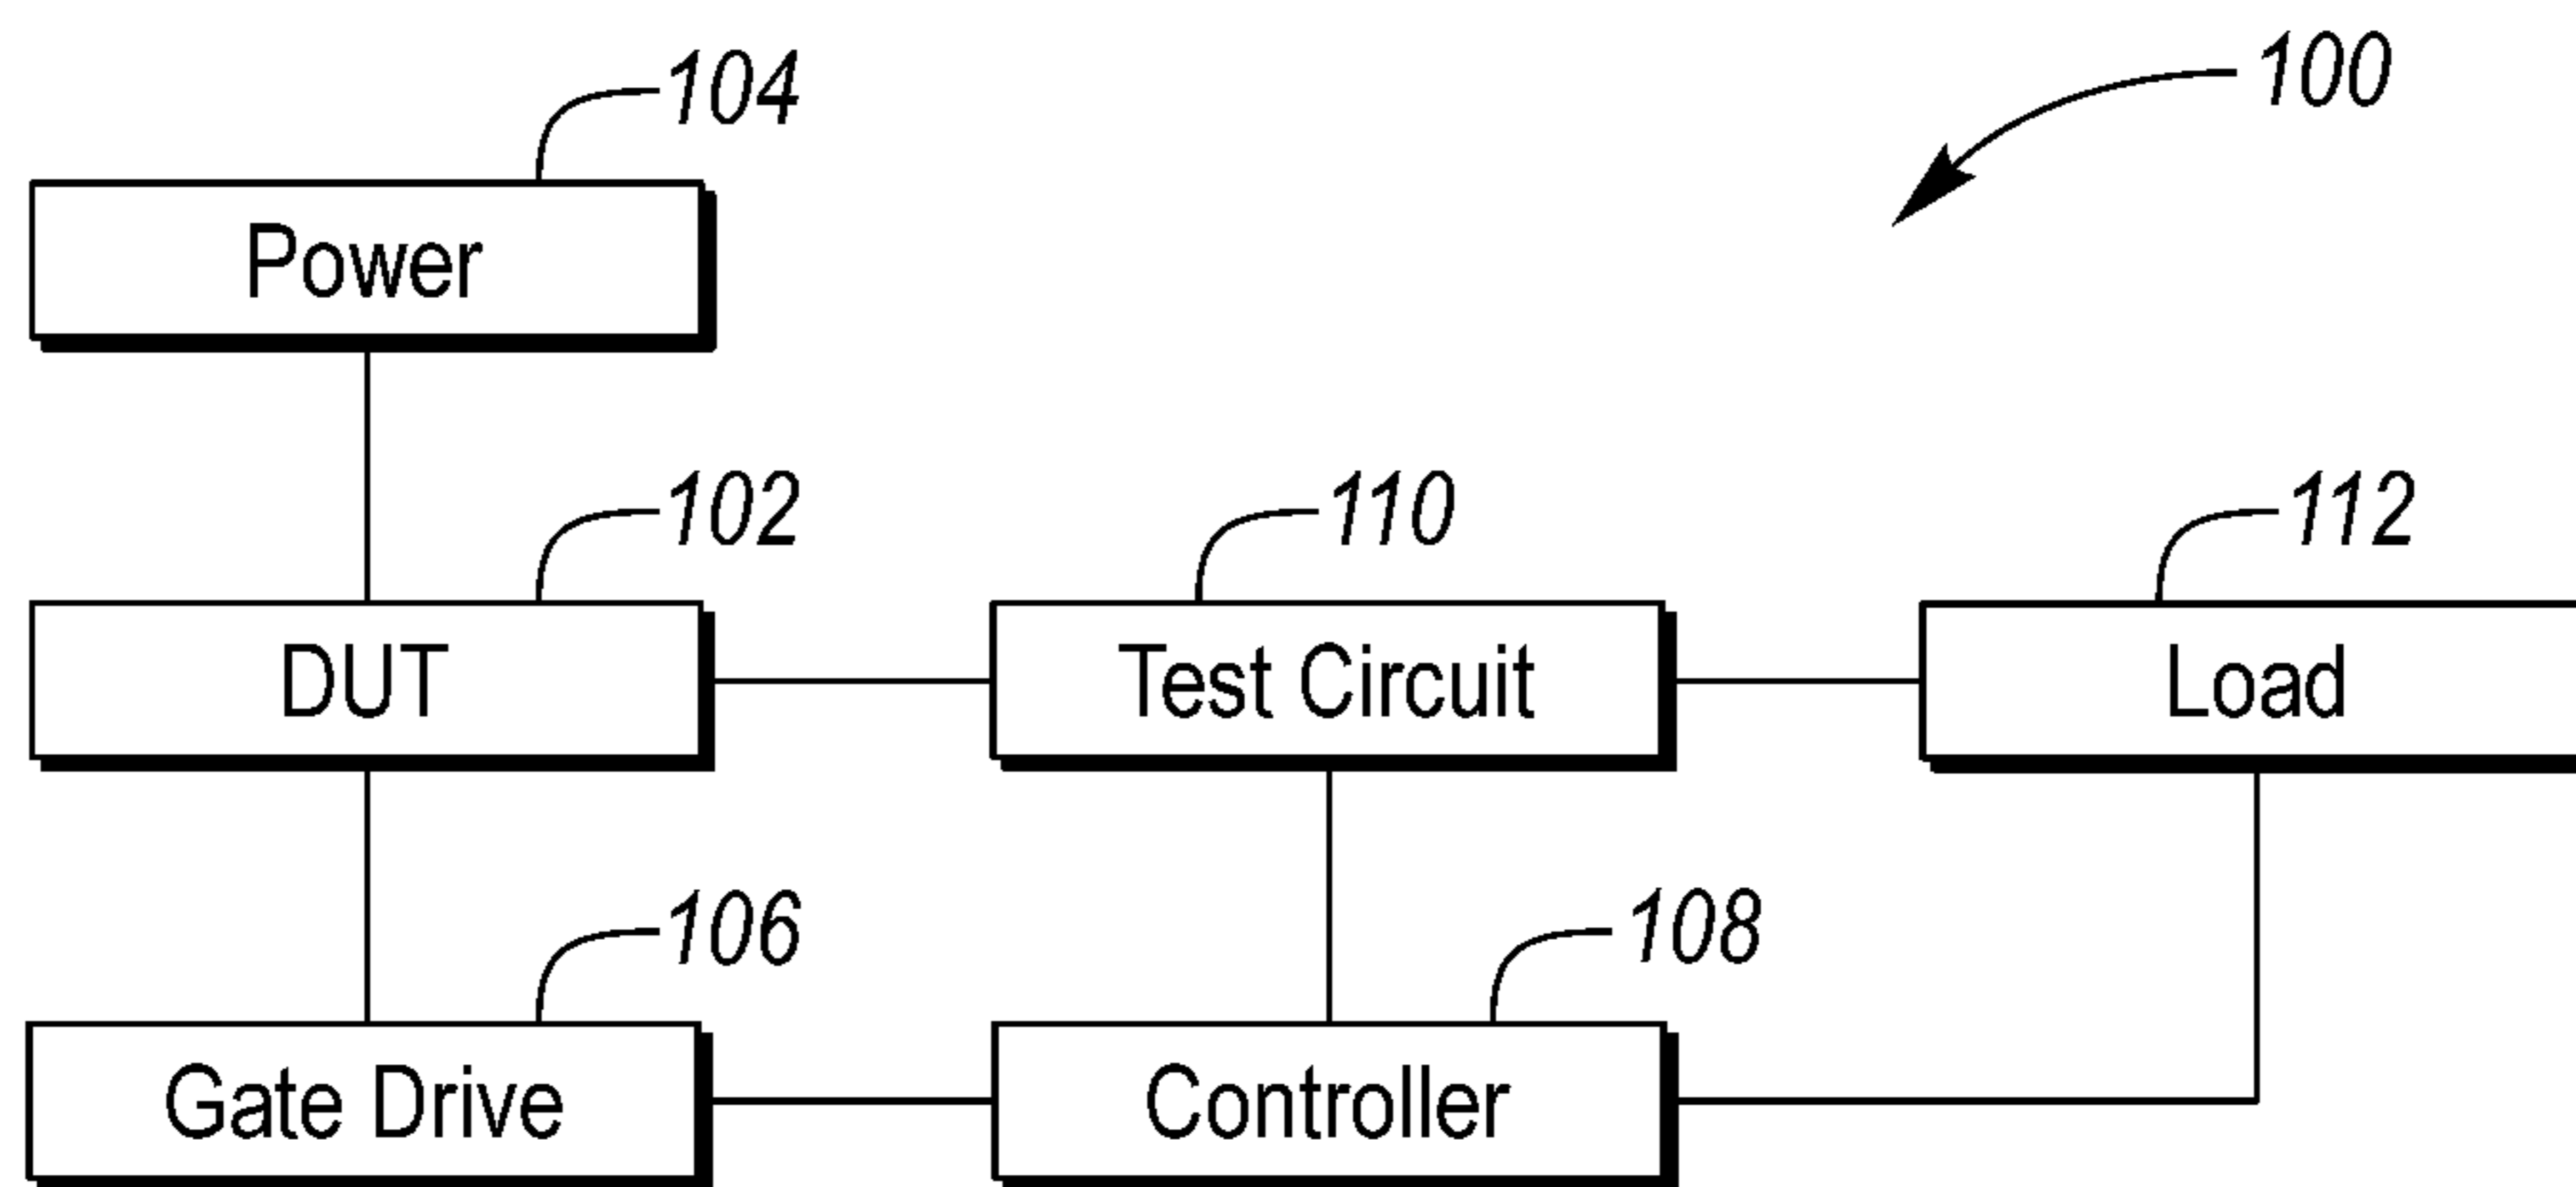 104
100
Power
102
110
112
DUT
Test Circuit
Load
106
108
Gate Drive
Controller